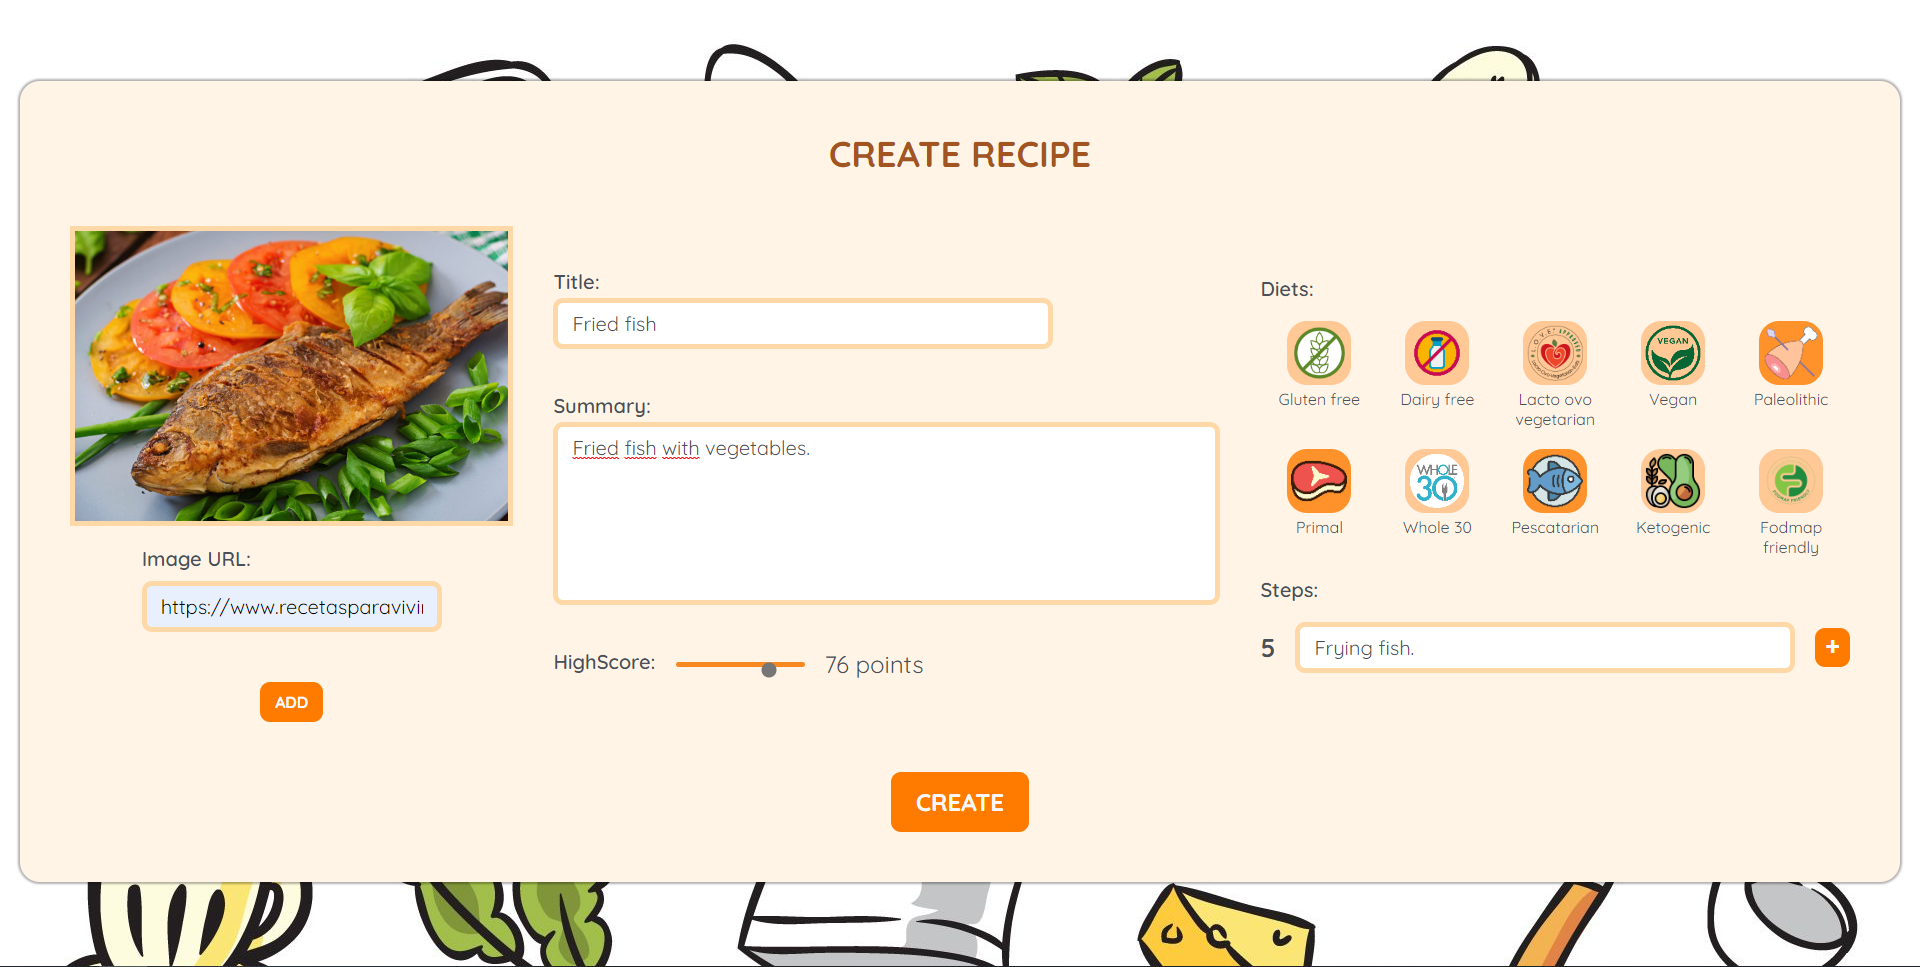 CREATE RECIPE
Title:
Fried fish
Summary:
Fried fish with vegetables.
HighScore:
76 points
Image URL:
https://www.recetasparavivi
ADD
Diets:
Gluten free
Dairy free
Lacto ovo
vegetarian
VEGAN
Vegan
Paleolithic
Primal
WHOLE
30
Whole 30
Pescatarian
Ketogenic
Fodmap
friendly
Steps:
5
Frying fish.
+
CREATE